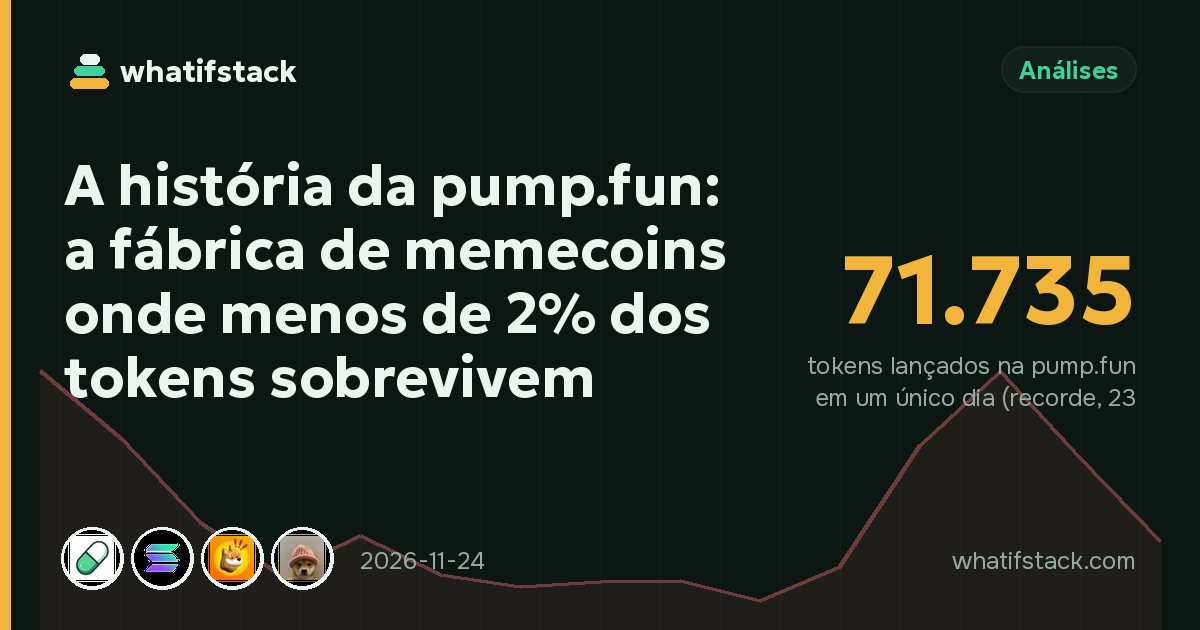 whatifstack
Análises
A história da pump.fun:
a fábrica de memecoins
onde menos de 2% dos
tokens sobrevivem
71.735
tokens lançados na pump.fun
em um único dia (recorde, 23
2026-11-24
whatifstack.com